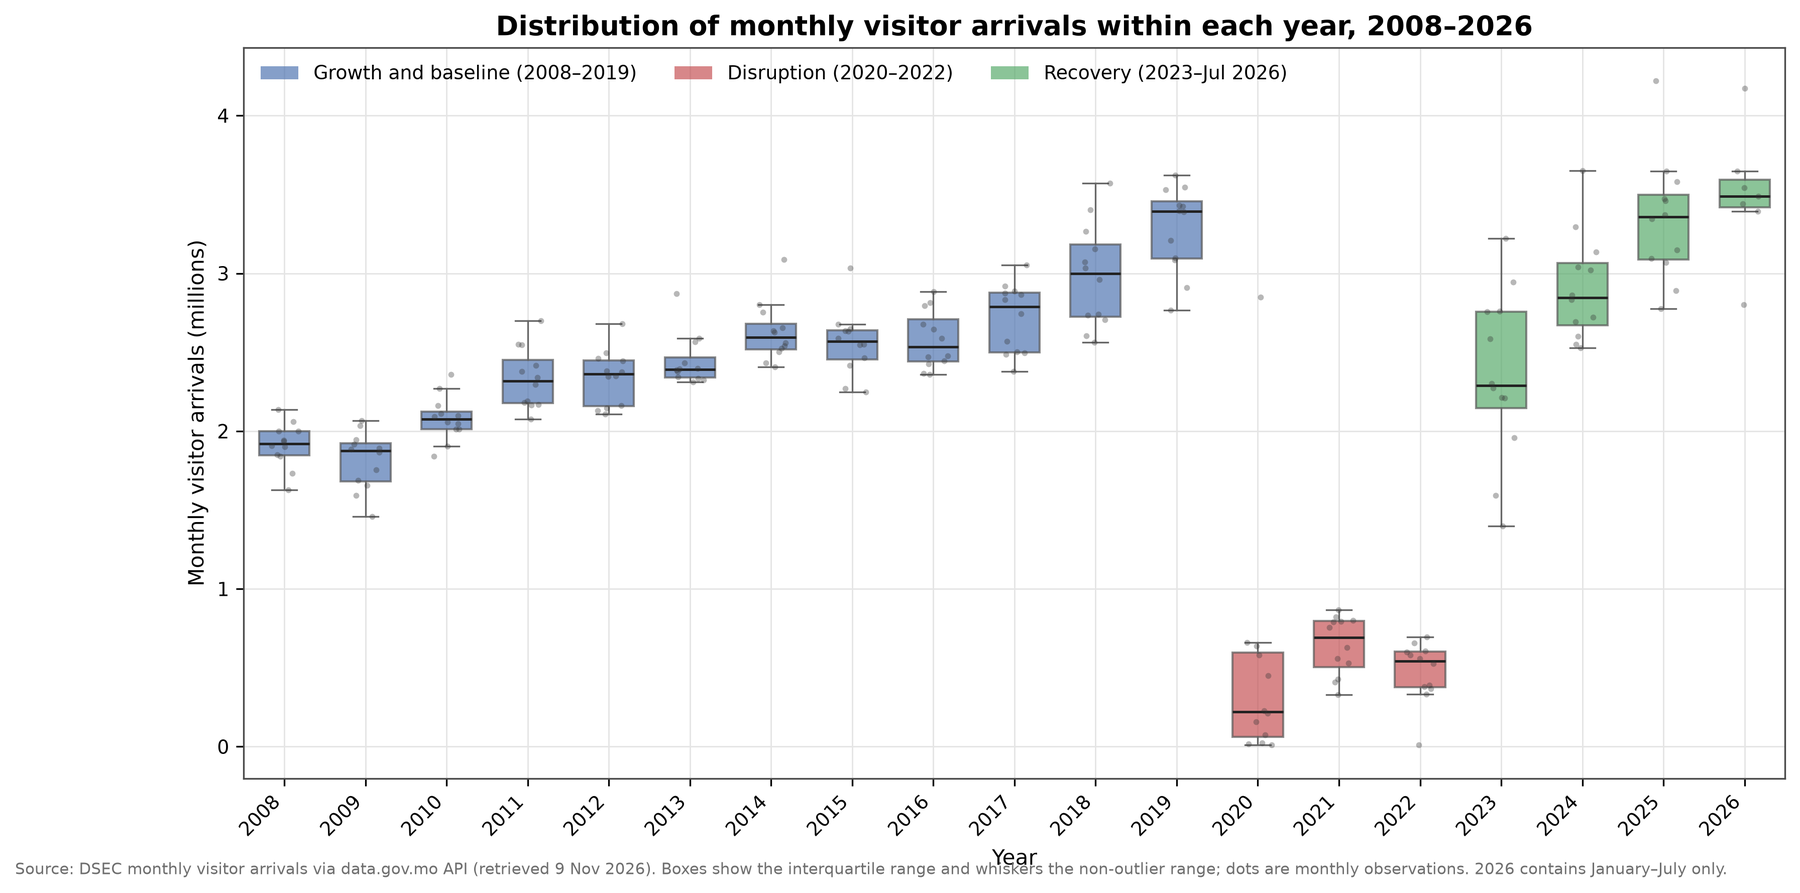 Distribution of monthly visitor arrivals within each year, 2008–2026
Growth and baseline (2008–2019) Disruption (2020–2022) Recovery (2023–Jul 2026)
Monthly visitor arrivals (millions)
4
3
2
1
0
2008 2009 2010 2011 2012 2013 2014 2015 2016 2017 2018 2019 2020 2021 2022 2023 2024 2025 2026
Year
Source: DSEC monthly visitor arrivals via data.gov.mo API (retrieved 9 Nov 2026). Boxes show the interquartile range and whiskers the non-outlier range; dots are monthly observations. 2026 contains January–July only.